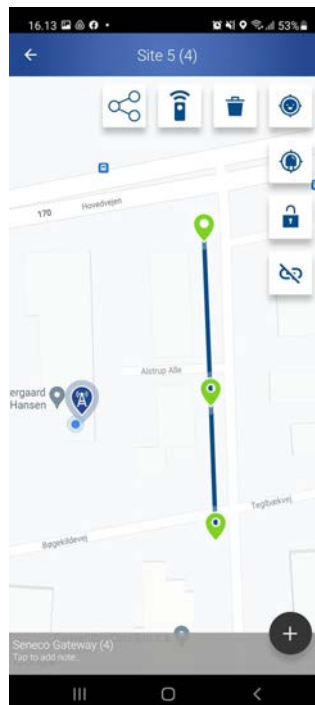 16.13 53%
Site 5 (4)
170 Hovedvejen
Alstrup Alle
ergaard
Hansen
Teglbækvej
Bøgekildevej
Seneco Gateway (4)
Tap to add note.